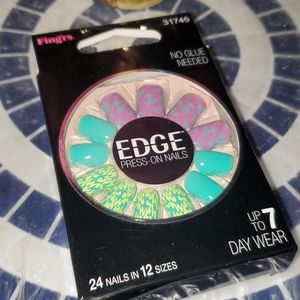 Fing'rs
31746
NO GLUE
NEEDED
EDGE
PRESS-ON NAILS
UP
TO 7
DAY WEAR
24 NAILS IN 12 SIZES